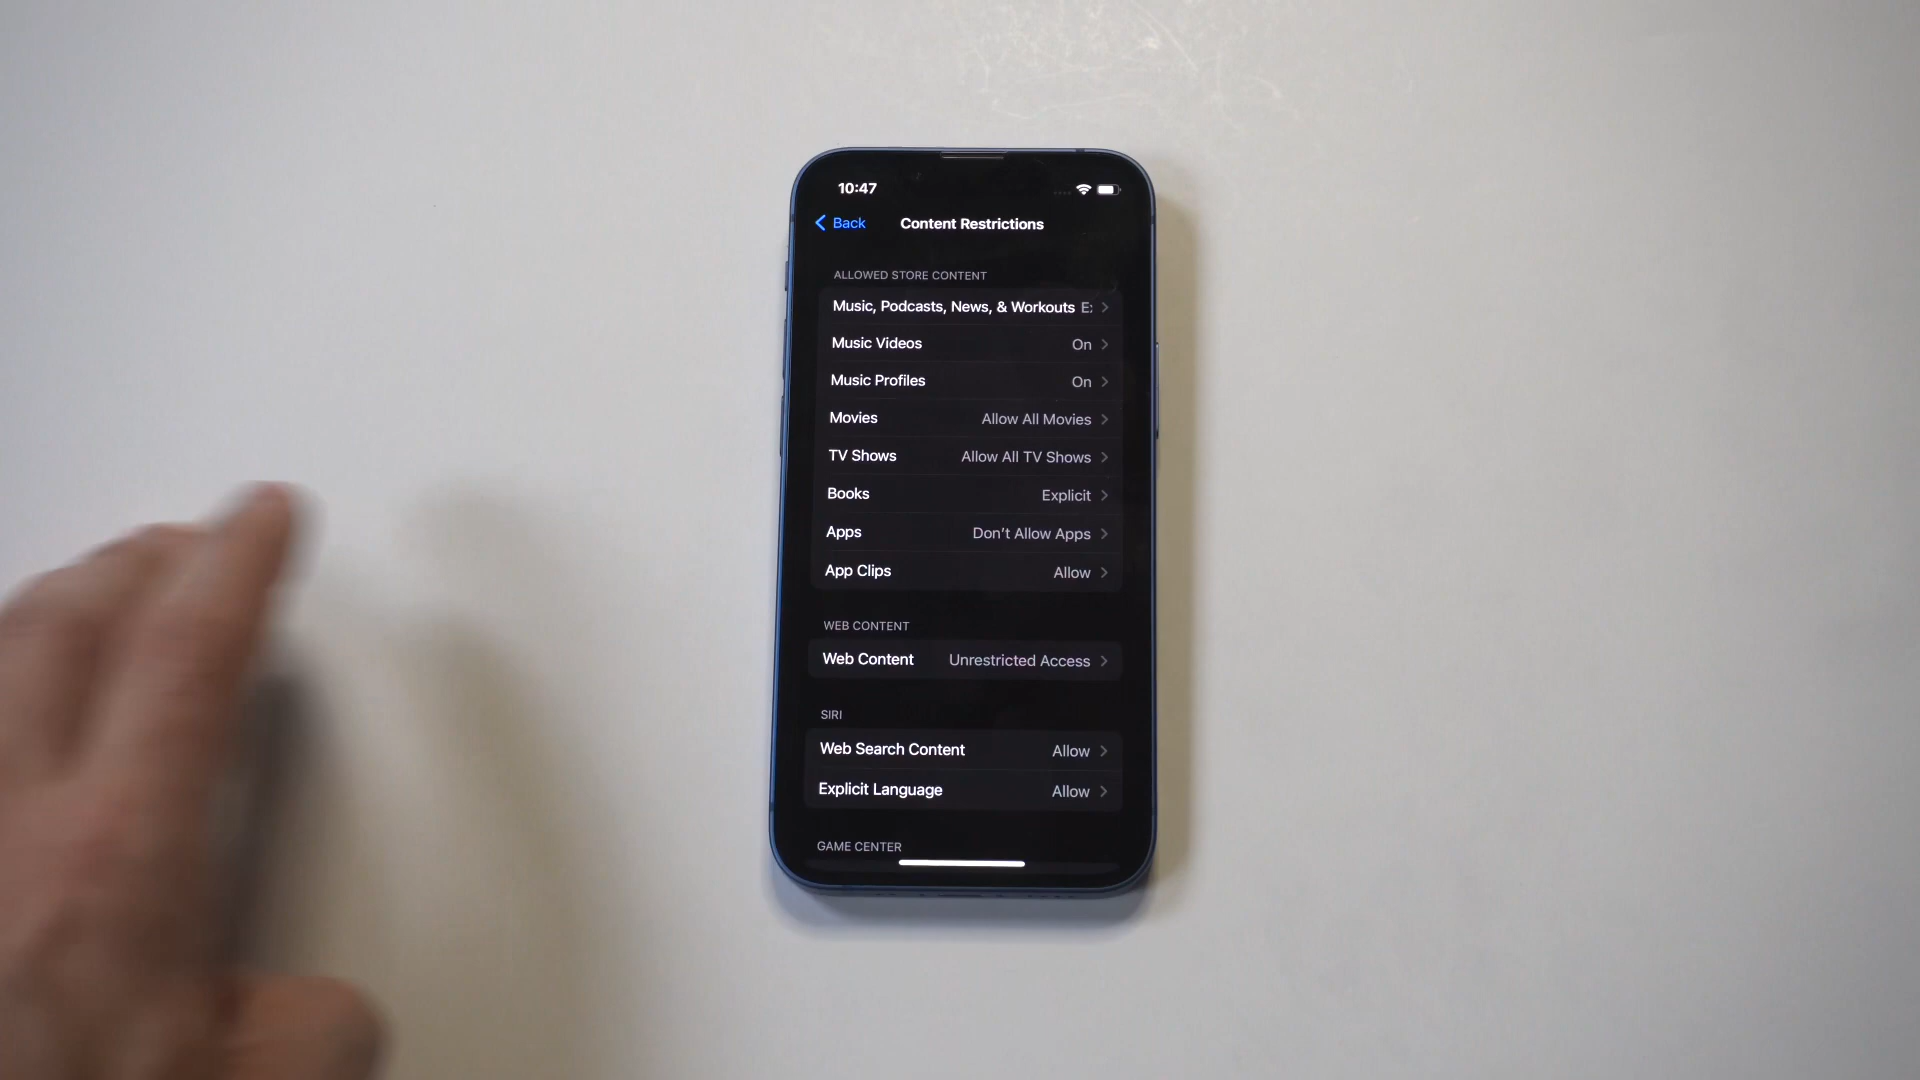 10:47
Back Content Restrictions
ALLOWED STORE CONTENT
Music, Podcasts, News, & Workouts
Music Videos On
Music Profiles On
Movies Allow All Movies
TV Shows Allow All TV Shows
Books Explicit
Apps Don’t Allow Apps
App Clips Allow
WEB CONTENT
Web Content Unrestricted Access
SIRI
Web Search Content Allow
Explicit Language Allow
GAME CENTER